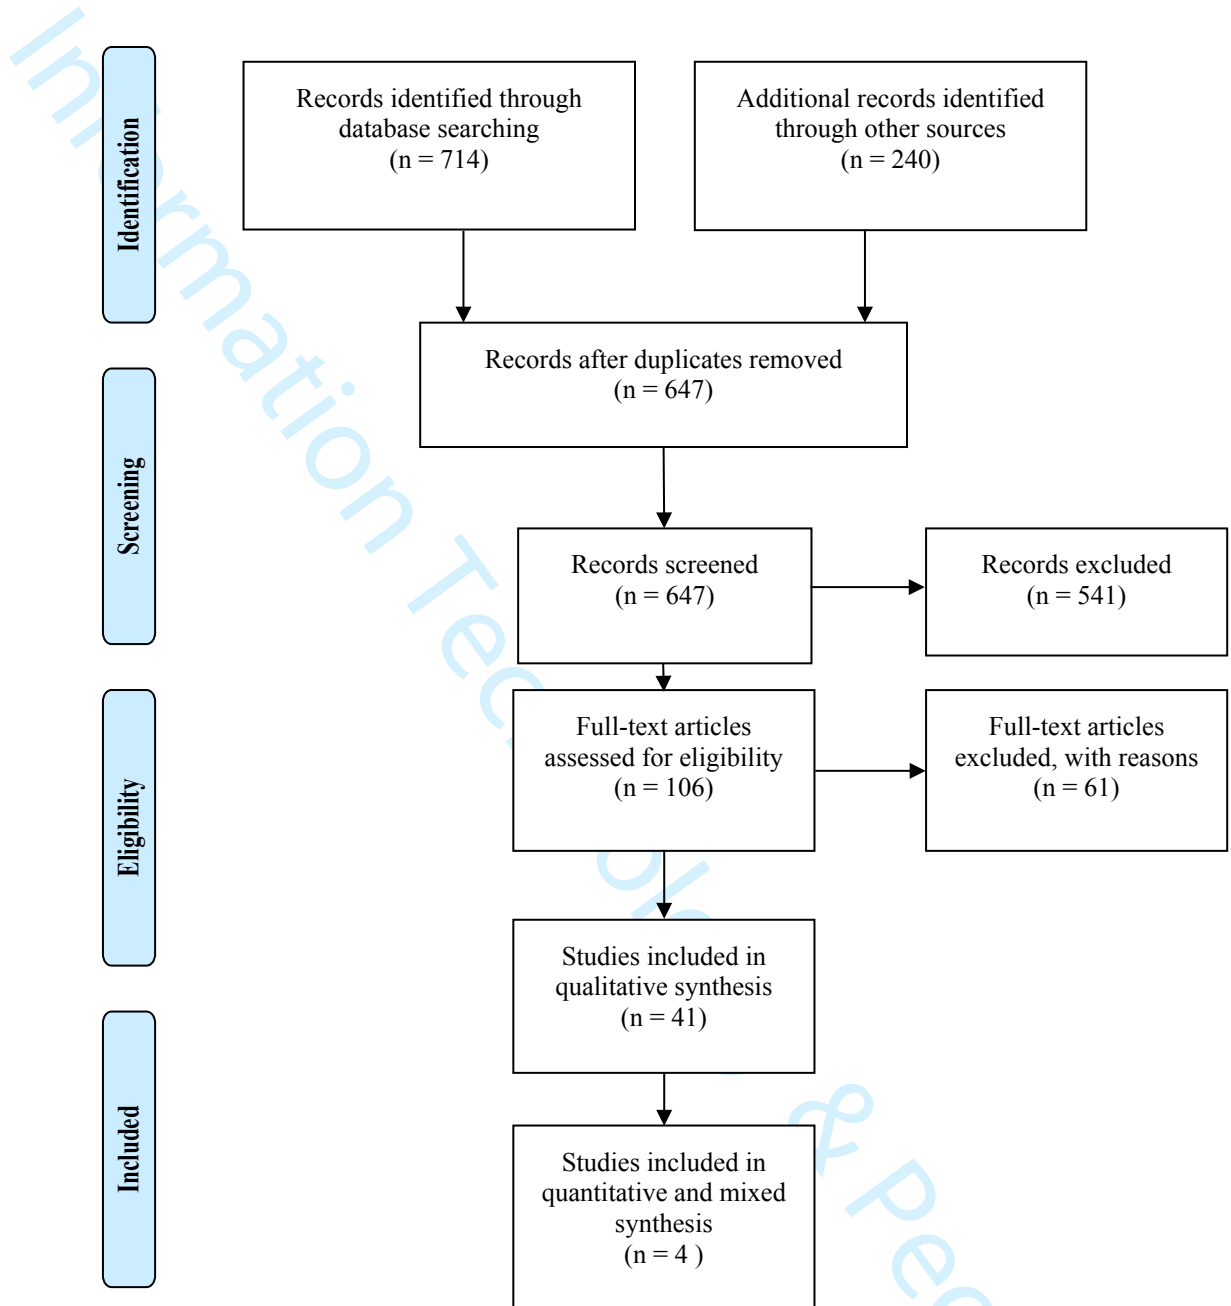 Identification
Records identified through
database searching
(n = 714)
Additional records identified
through other sources
(n = 240)
Records after duplicates removed
(n = 647)
Screening
Records screened
(n = 647)
Records excluded
(n = 541)
Eligibility
Full-text articles
assessed for eligibility
(n = 106)
Full-text articles
excluded, with reasons
(n = 61)
Studies included in
qualitative synthesis
(n = 41)
Included
Studies included in
quantitative and mixed
synthesis
(n = 4 )
Information &